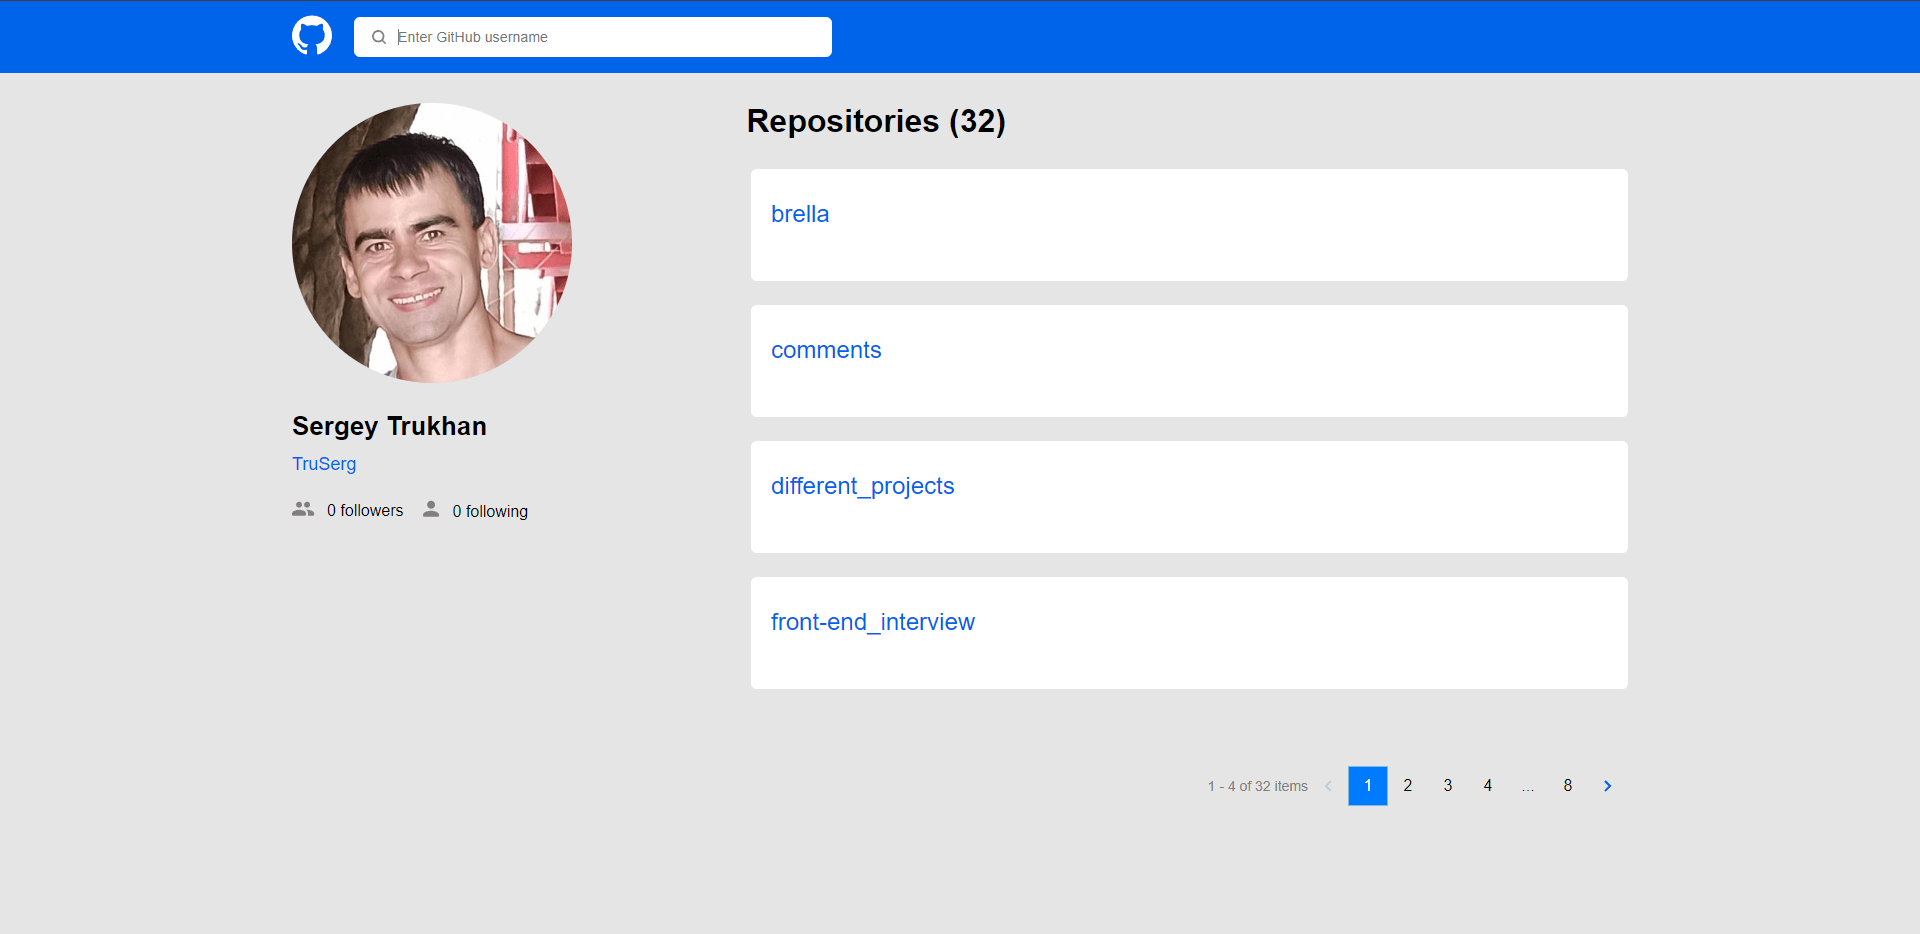 Enter GitHub username
Sergey Trukhan
TruSerg
0 followers 0 following
Repositories (32)
brella
comments
different_projects
front-end_interview
1 - 4 of 32 items 1 2 3 4 ... 8